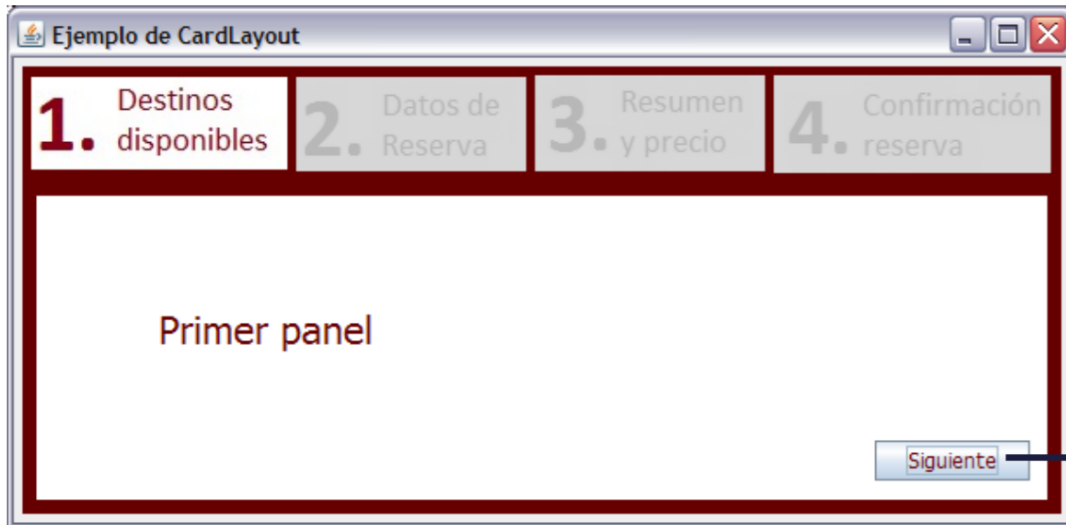 Ejemplo de CardLayout
1. Destinos
disponibles
2. Datos de
Reserva
3. Resumen
y precio
4. Confirmación
reserva
Primer panel
Siguiente